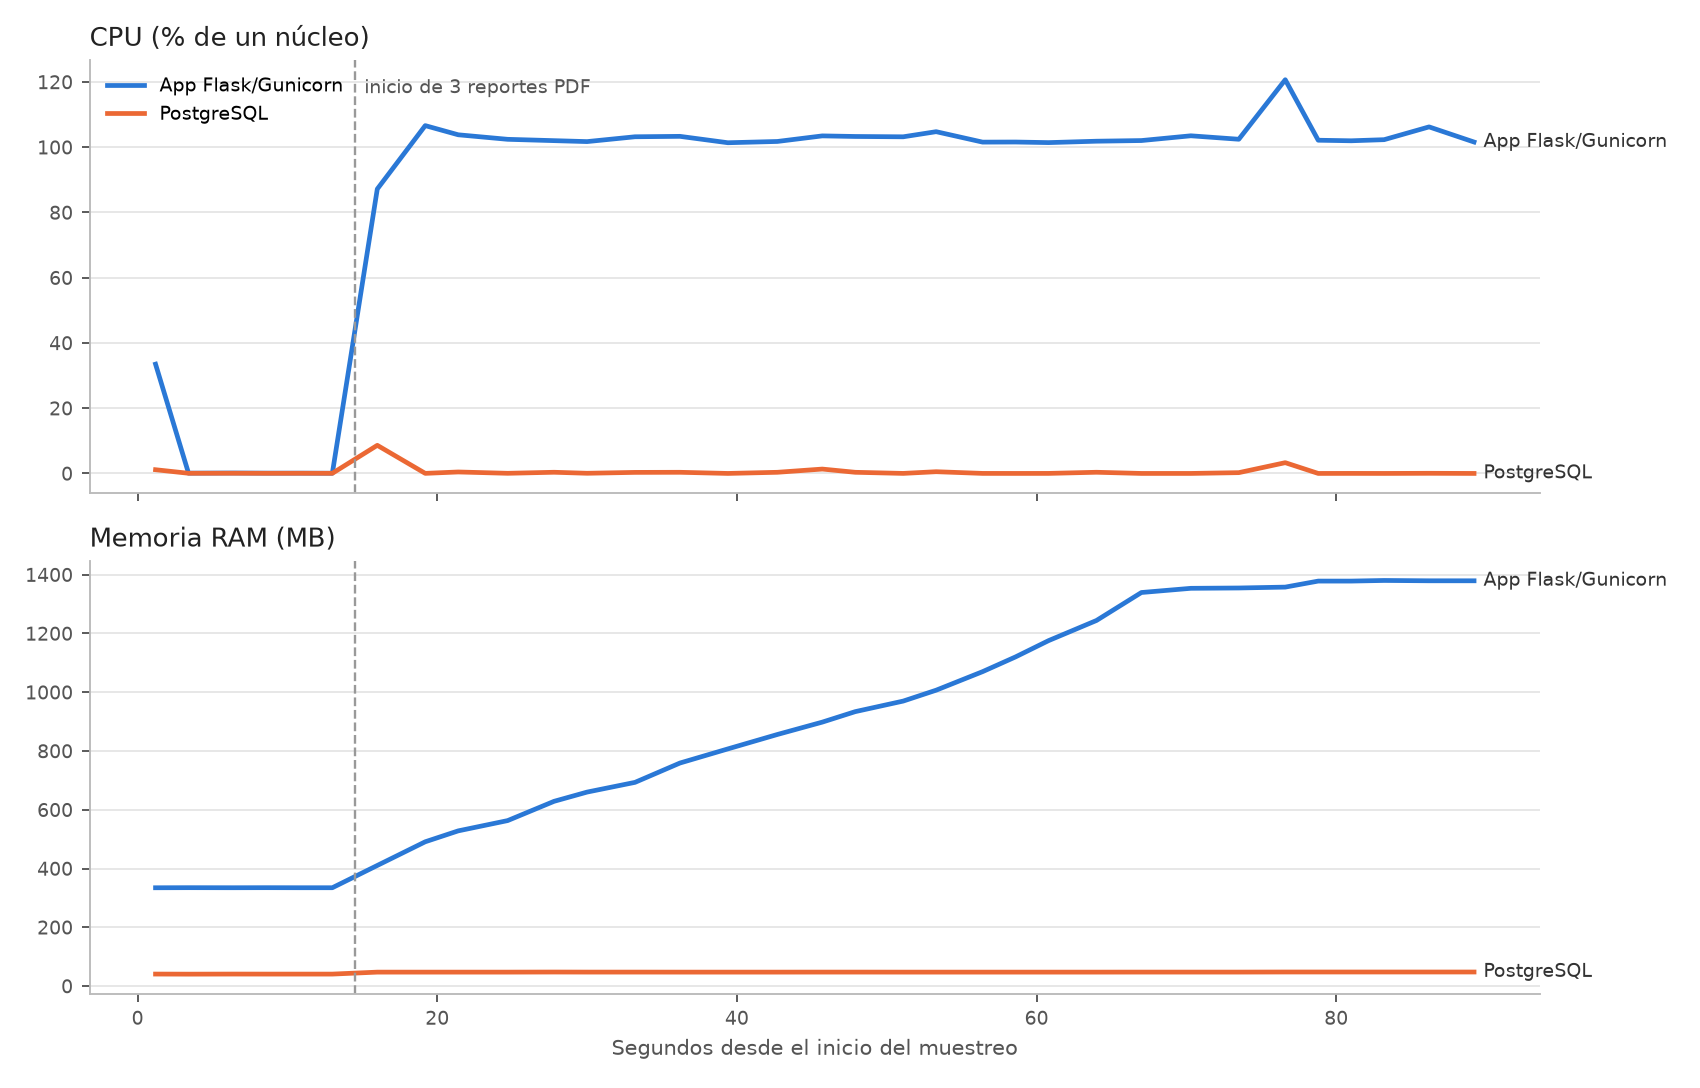 CPU (% de un núcleo)
120
100
80
60
40
20
0
App Flask/Gunicorn
PostgreSQL
inicio de 3 reportes PDF
App Flask/Gunicorn
PostgreSQL
Memoria RAM (MB)
1400
1200
1000
800
600
400
200
0
App Flask/Gunicorn
PostgreSQL
0 20 40 60 80
Segundos desde el inicio del muestreo